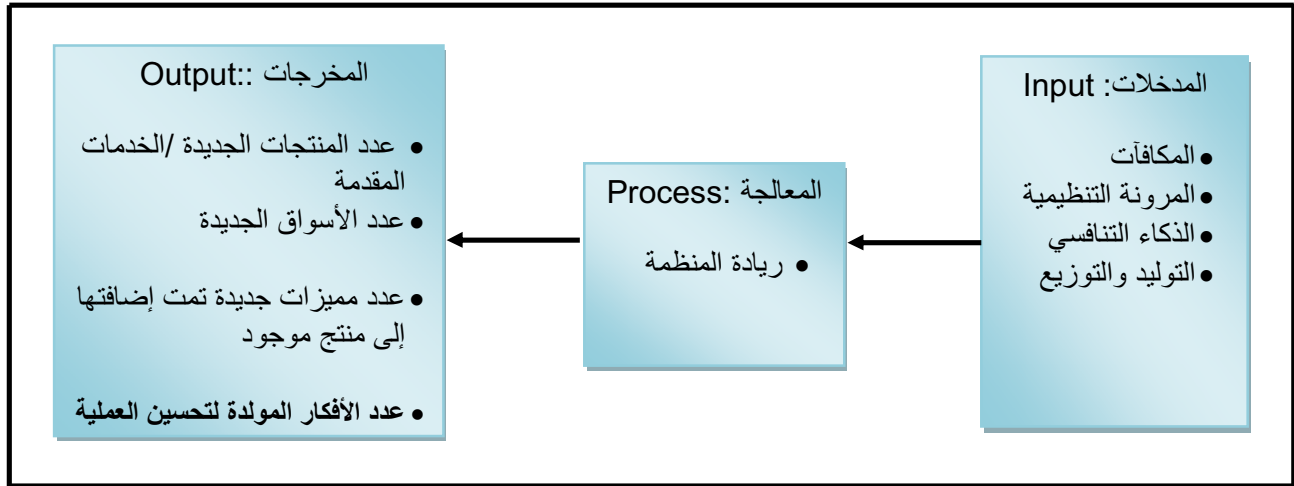 المدخلات: Input
• المكافآت
• المرونة التنظيمية
• الذكاء التنافسي
• التوليد والتوزيع
المعالجة :Process
• ريادة المنظمة
المخرجات ::Output
• عدد المنتجات الجديدة /الخدمات
المقدمة
• عدد الأسواق الجديدة
• عدد مميزات جديدة تمت إضافتها
إلى منتج موجود
• عدد الأفكار المولدة لتحسين العملية